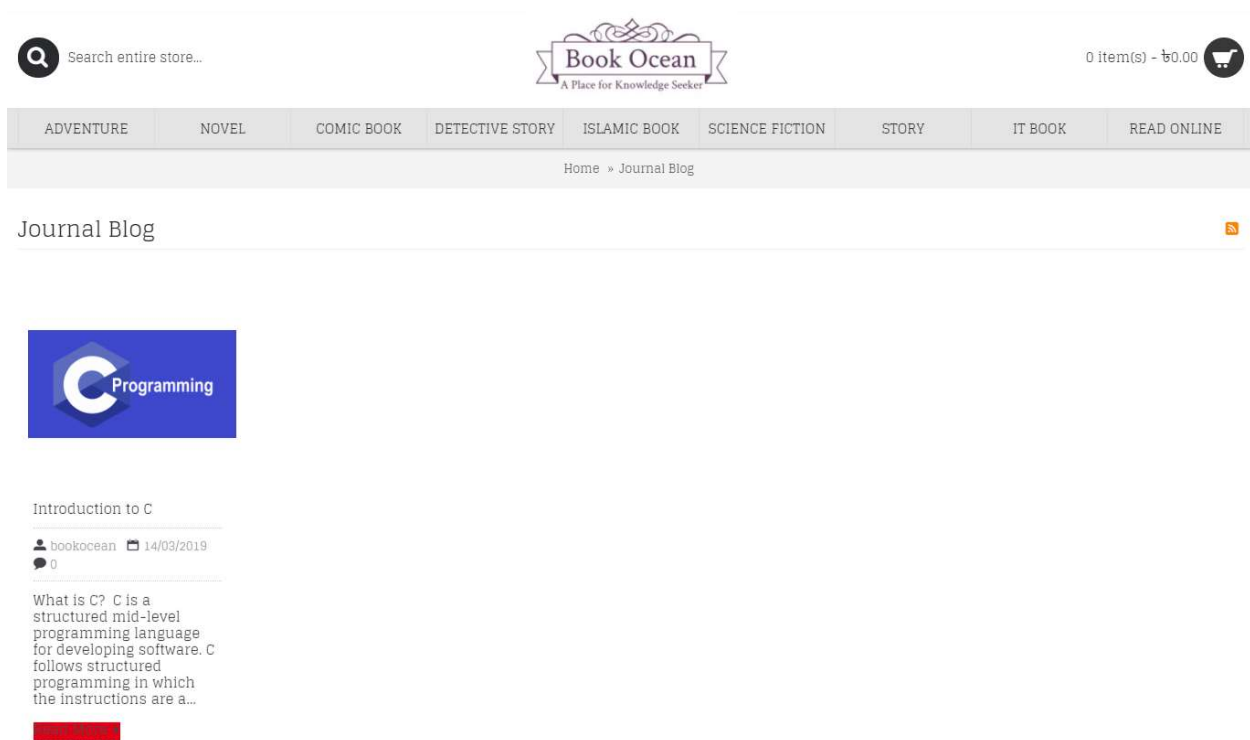 Search entire store...
Book Ocean
A Place for Knowledge Seeker
0 item(s) - ৳0.00
ADVENTURE NOVEL COMIC BOOK DETECTIVE STORY ISLAMIC BOOK SCIENCE FICTION STORY IT BOOK READ ONLINE
Home » Journal Blog
Journal Blog
C Programming
Introduction to C
bookocean 14/03/2019
0
What is C? C is a
structured mid-level
programming language
for developing software. C
follows structured
programming in which
the instructions are a...